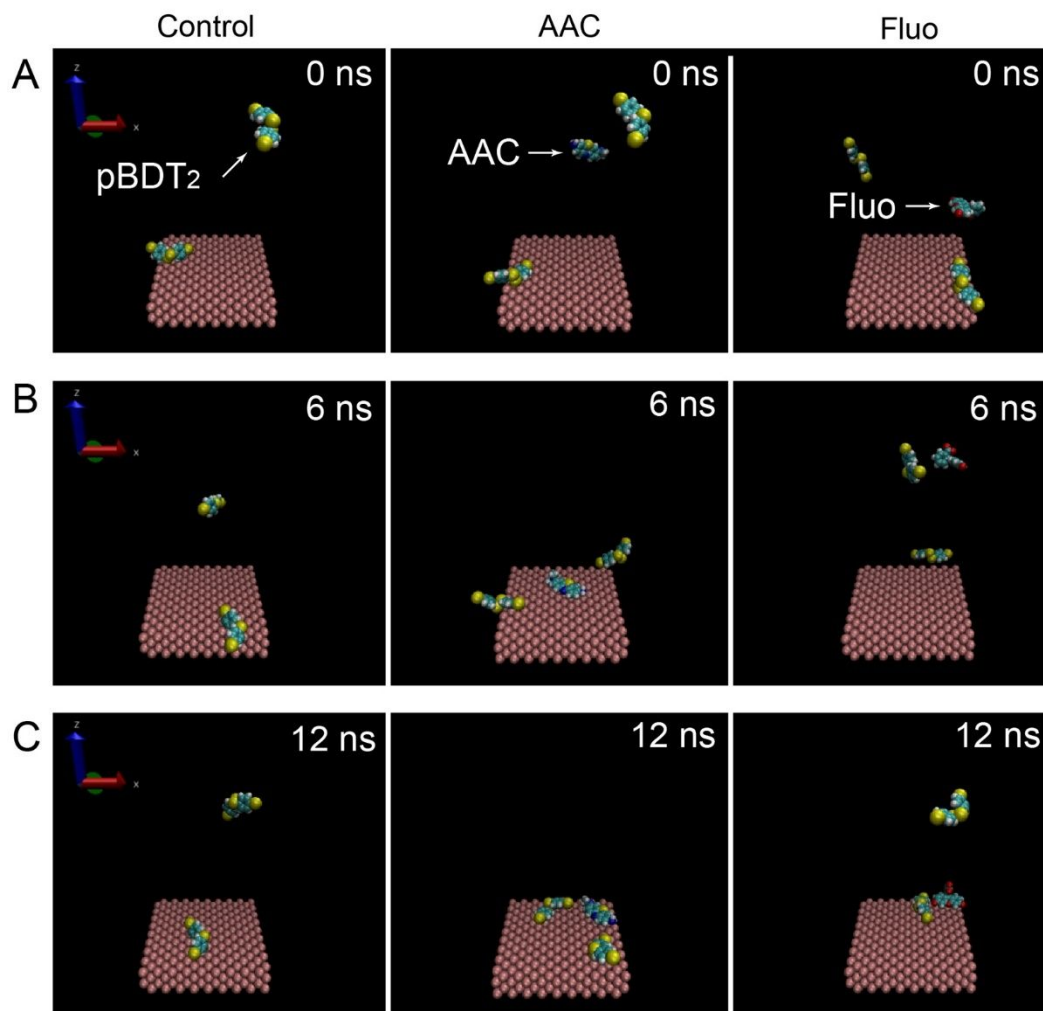 Control AAC Fluo
A z x 0 ns 0 ns 0 ns
pBDT2
AAC
Fluo
B z x 6 ns 6 ns 6 ns
C z x 12 ns 12 ns 12 ns